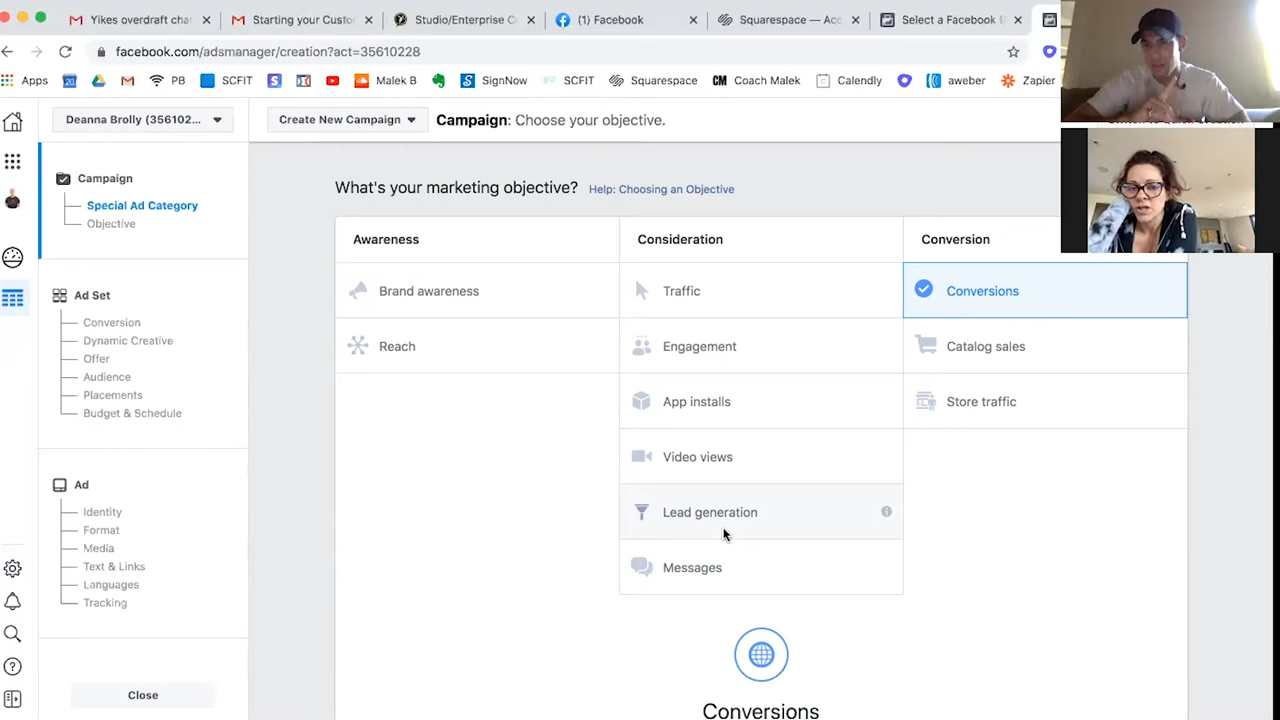 Yikes overdraft cha
Starting your Custo
Studio/Enterprise C
(1) Facebook
Squarespace — Acc
Select a Facebook B
facebook.com/adsmanager/creation?act=35610228
Apps
PB
SCFIT
Malek B
SignNow
SCFIT
Squarespace
CM Coach Malek
Calendly
aweber
Zapier
Deanna Brolly (356102...
Create New Campaign
Campaign: Choose your objective.
Campaign
Special Ad Category
Objective
Ad Set
Conversion
Dynamic Creative
Offer
Audience
Placements
Budget & Schedule
Ad
Identity
Format
Media
Text & Links
Languages
Tracking
Close
What's your marketing objective? Help: Choosing an Objective
Awareness
Consideration
Conversion
Brand awareness
Traffic
Conversions
Reach
Engagement
Catalog sales
App installs
Store traffic
Video views
Lead generation
Messages
Conversions